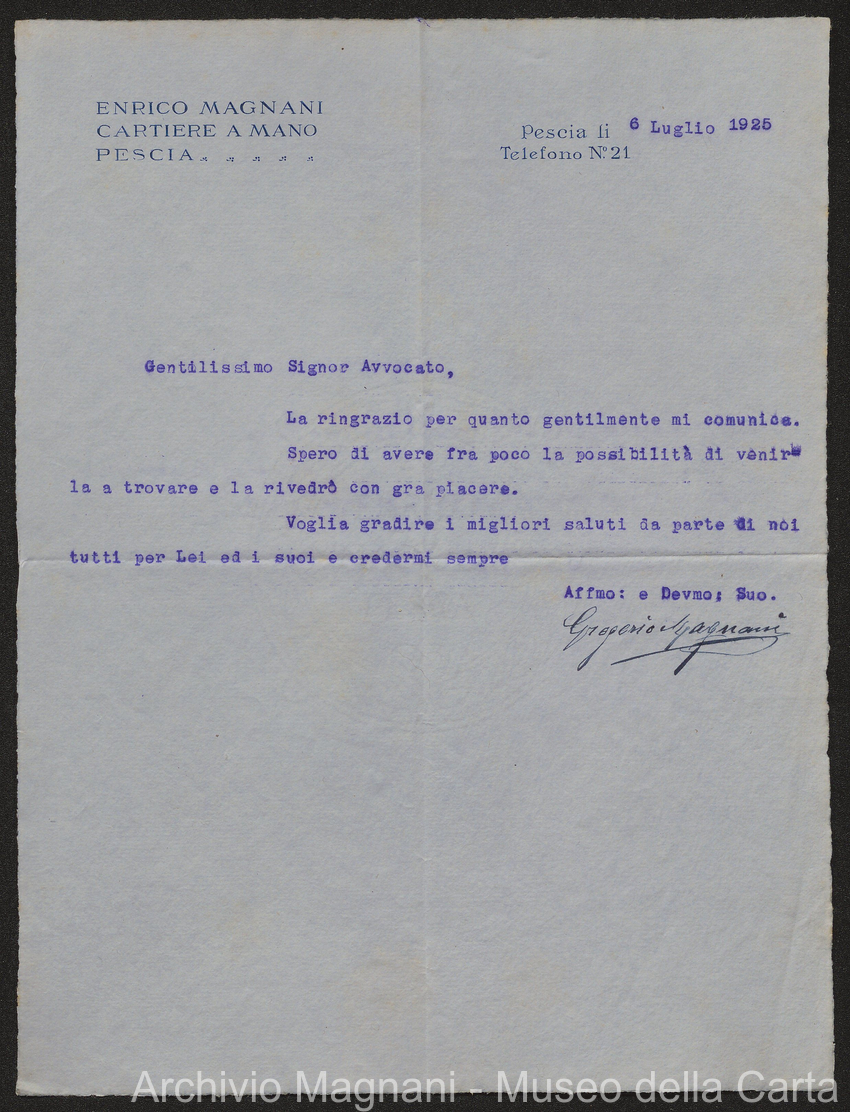 ENRICO MAGNANI
CARTIERE A MANO
PESCIA
Pescia li 6 Luglio 1925
Telefono N.º 21
Gentilissimo Signor Avvocato,
La ringrazio per quanto gentilmente mi comunica.
Spero di avere fra poco la possibilità di venir
la a trovare e la rivedrò con gra piacere.
Voglia gradire i migliori saluti da parte di noi
tutti per Lei ed i suoi e credermi sempre
Affmo: e Devmo: Suo.
Gregorio Magnani
Archivio Magnani - Museo della Carta